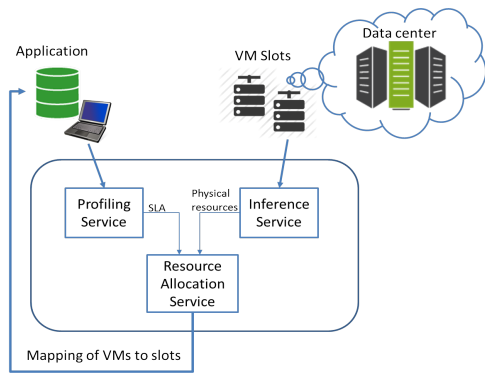 Application
VM Slots
Data center
Profiling
Service
SLA
Physical
resources
Inference
Service
Resource
Allocation
Service
Mapping of VMs to slots